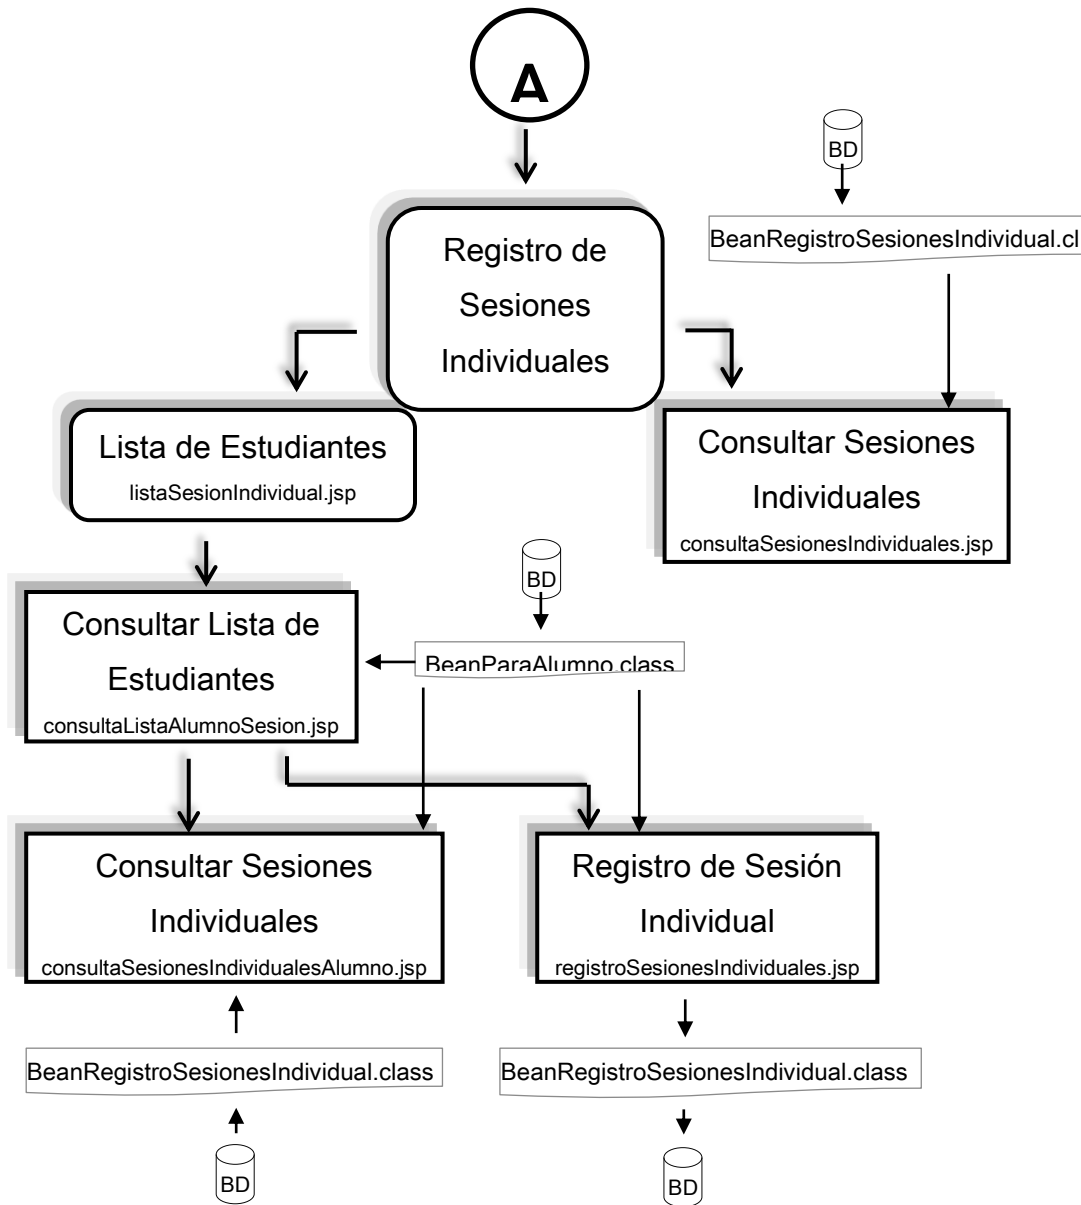 A
BD
BeanRegistroSesionesIndividual.cl
Registro de
Sesiones
Individuales
Lista de Estudiantes
listaSesionIndividual.jsp
Consultar Sesiones
Individuales
consultaSesionesIndividuales.jsp
BD
BeanParaAlumno.class
Consultar Lista de
Estudiantes
consultaListaAlumnoSesion.jsp
Consultar Sesiones
Individuales
consultaSesionesIndividualesAlumno.jsp
Registro de Sesión
Individual
registroSesionesIndividuales.jsp
BeanRegistroSesionesIndividual.class
BeanRegistroSesionesIndividual.class
BD
BD